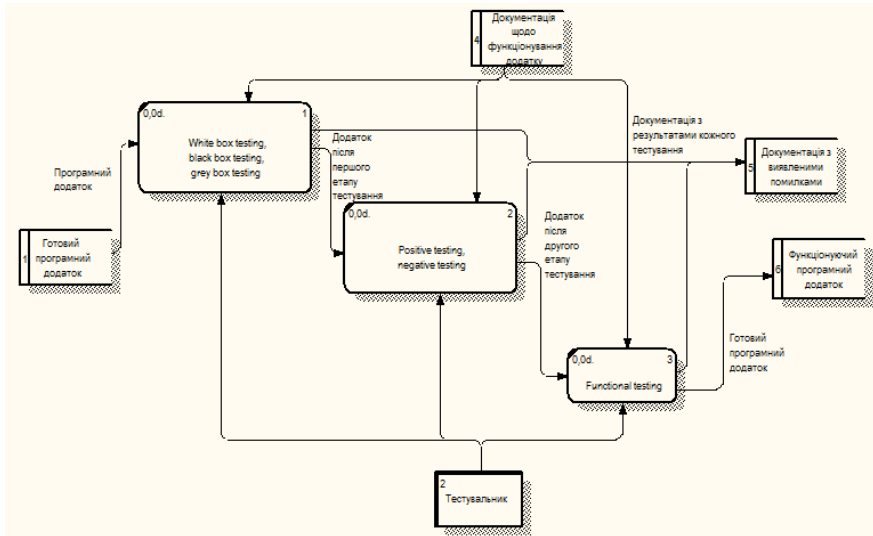 4
Документація
щодо
функціонування
додатку
0,0d.
1
White box testing,
black box testing,
grey box testing
Програмний
додаток
Додаток
після
першого
етапу
тестування
Документація з
результатами кожного
тестування
5
Документація з
виявленими
помилками
1
Готовий
програмний
додаток
0,0d.
2
Positive testing,
negative testing
Додаток
після
другого
етапу
тестування
6
Функціонуючий
програмний
додаток
0,0d.
3
Functional testing
Готовий
програмний
додаток
2
Тестувальник